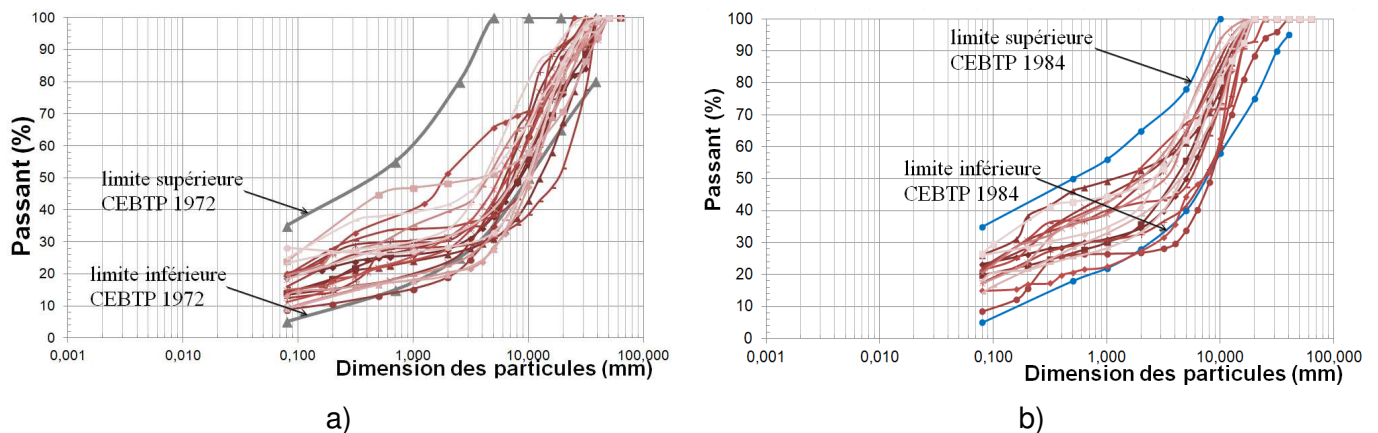 a)
Passant (%)
100
90
80
70
60
50
40
30
20
10
0
limite supérieure
CEBTP 1972
limite inférieure
CEBTP 1972
0,001
0,010
0,100
1,000
10,000
100,000
Dimension des particules (mm)
b)
Passant (%)
100
90
80
70
60
50
40
30
20
10
0
limite supérieure
CEBTP 1984
limite inférieure
CEBTP 1984
0,001
0,010
0,100
1,000
10,000
100,000
Dimension des particules (mm)